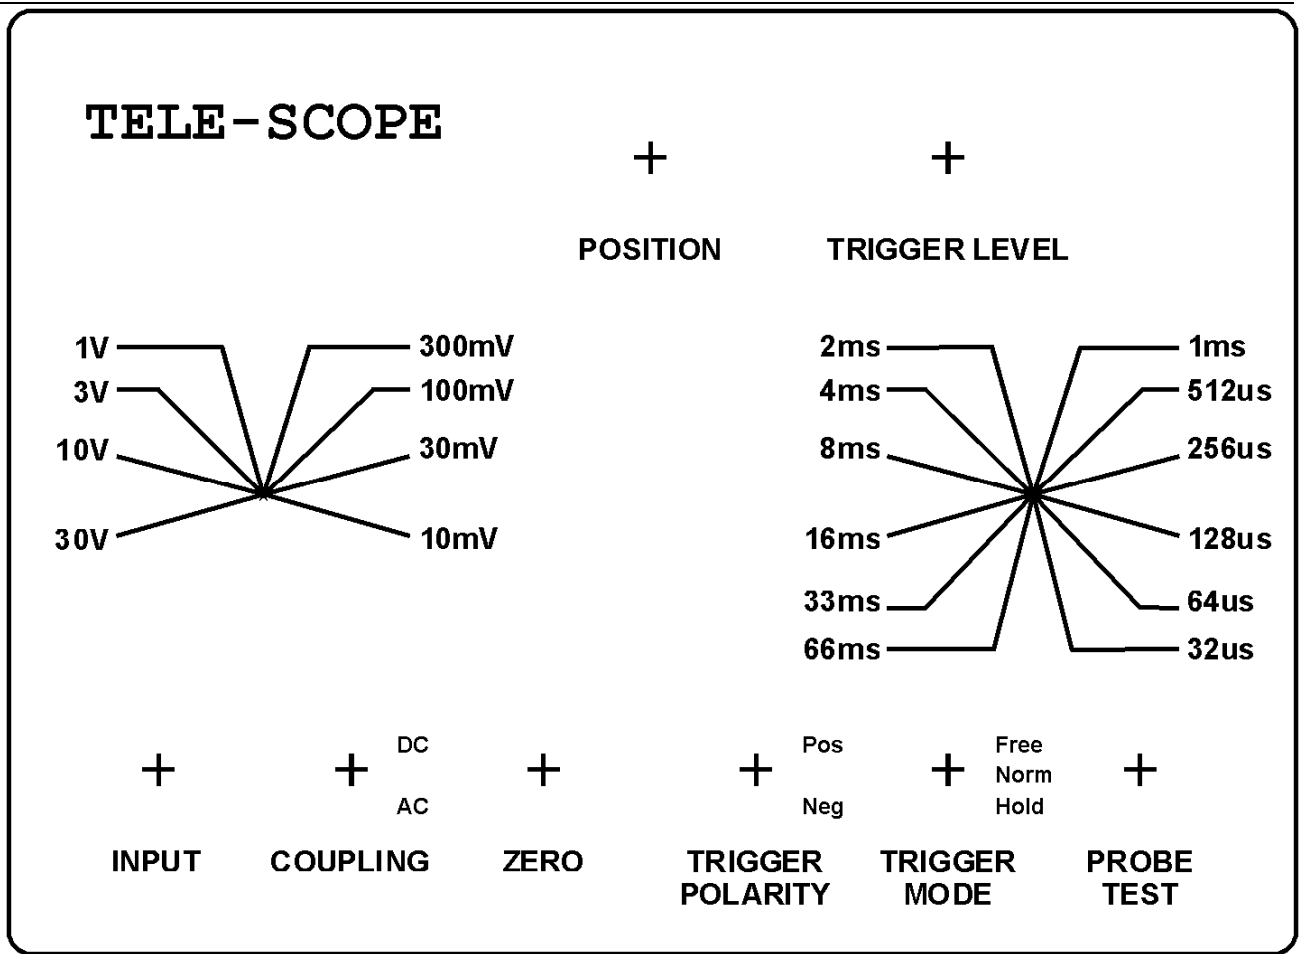 TELE-SCOPE
POSITION
TRIGGER LEVEL
1V
3V
10V
30V
300mV
100mV
30mV
10mV
2ms
4ms
8ms
16ms
33ms
66ms
1ms
512us
256us
128us
64us
32us
DC
AC
Pos
Neg
Free
Norm
Hold
INPUT
COUPLING
ZERO
TRIGGER
POLARITY
TRIGGER
MODE
PROBE
TEST